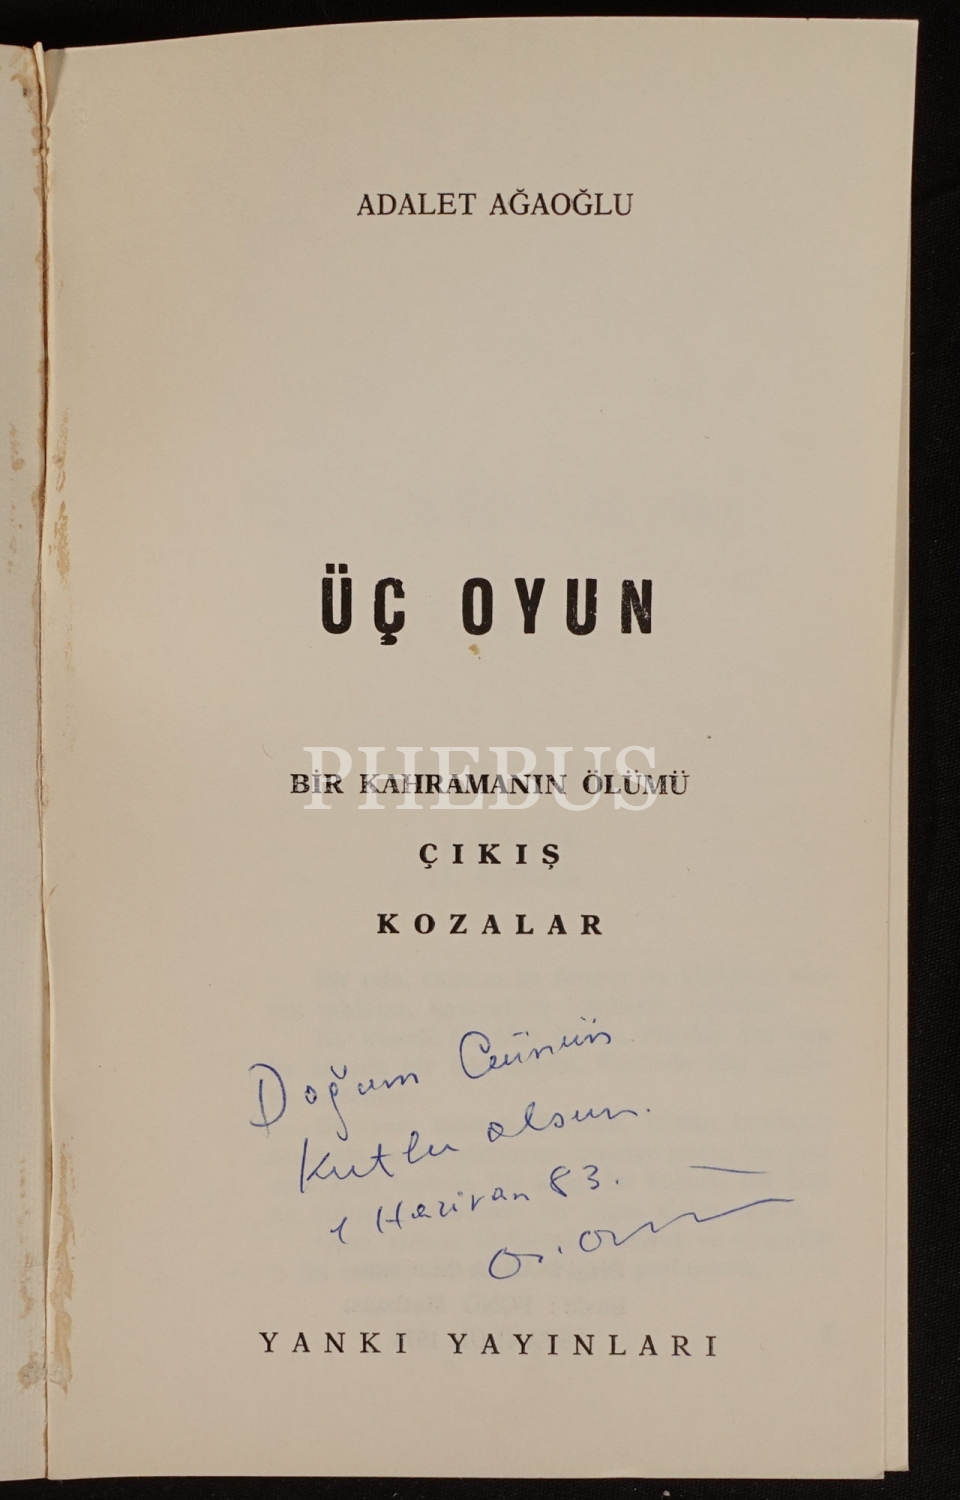 ADALET AĞAOĞLU
ÜÇ OYUN
PHEBUS
BİR KAHRAMANIN ÖLÜMÜ
ÇIKIŞ
KOZALAR
Doğum Günün
Kutlu olsun.
1 Haziran 83.
YANKI YAYINLARI